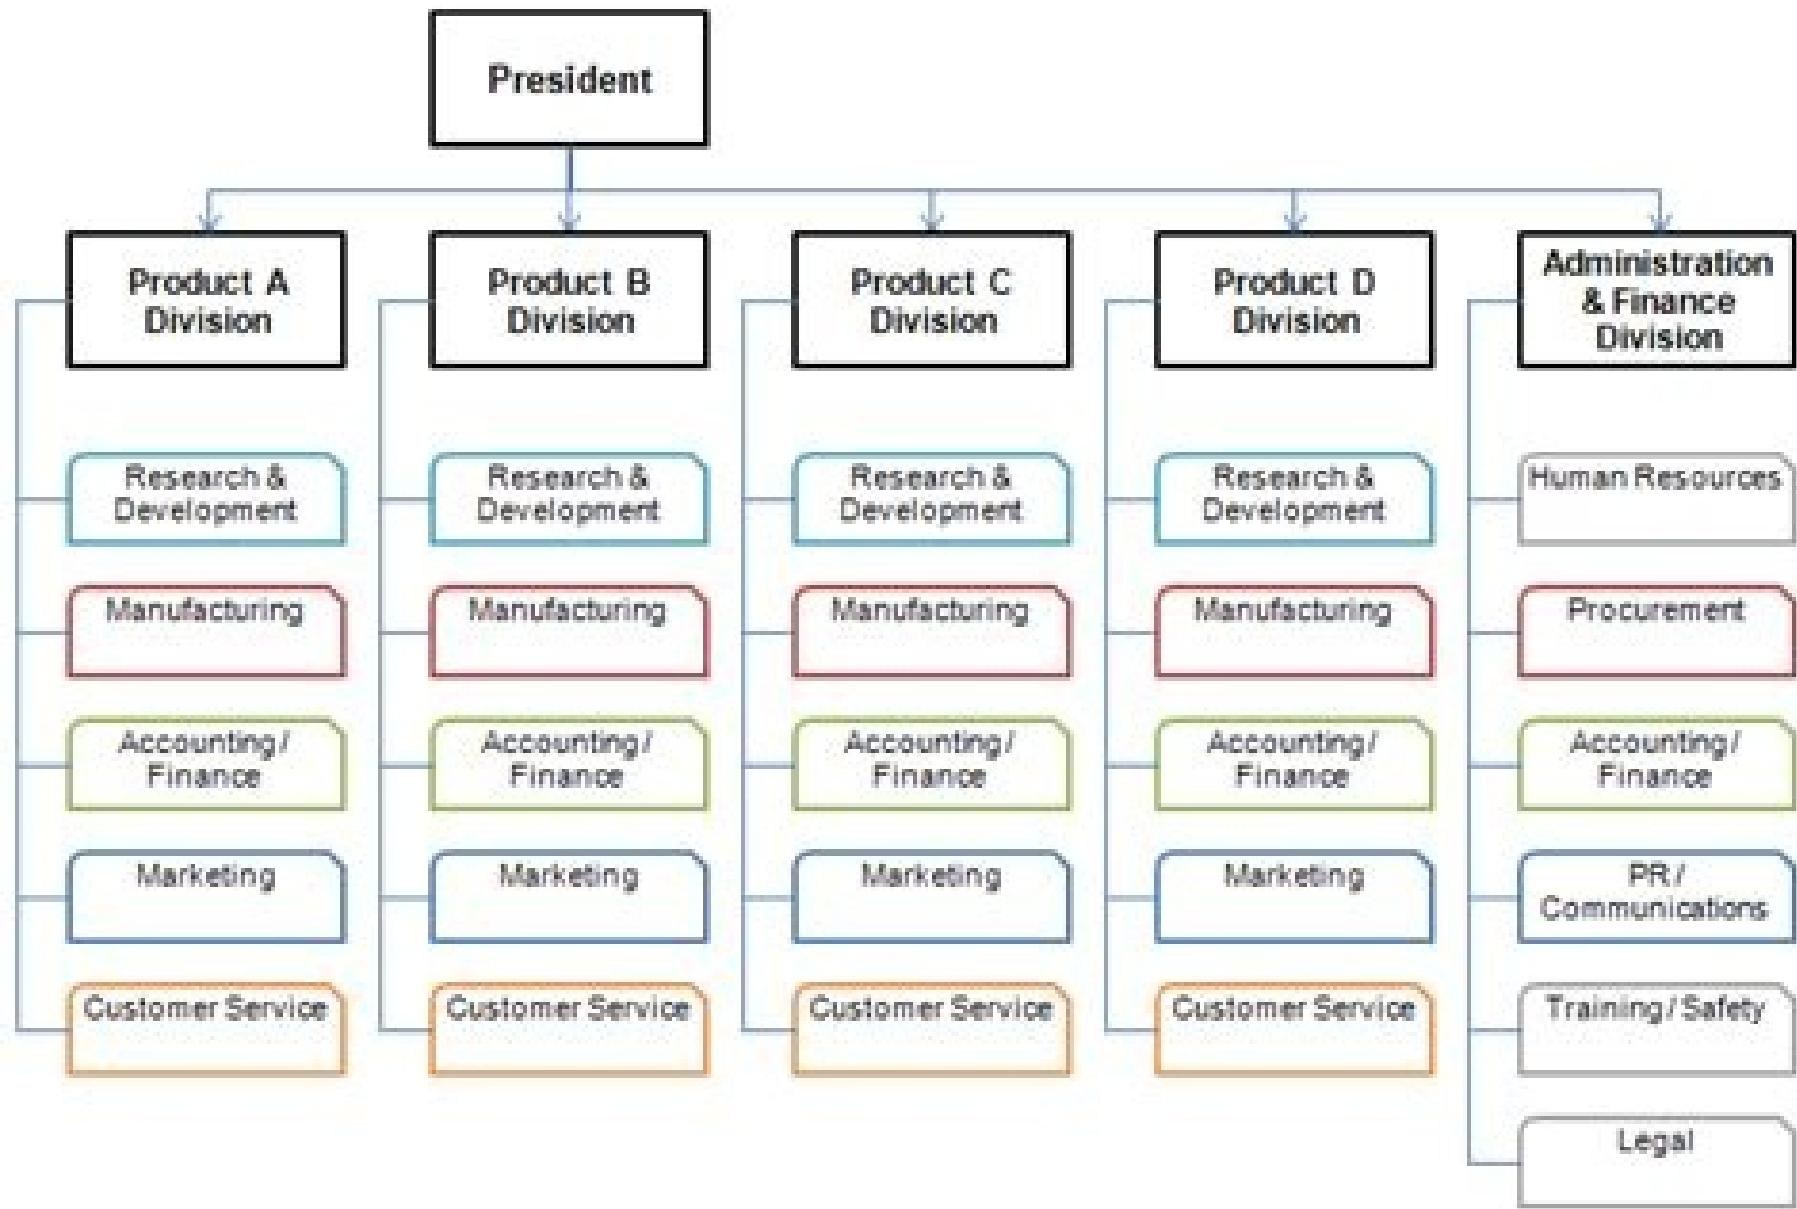 President
Product A
Division
Product B
Division
Product C
Division
Product D
Division
Administration
& Finance
Division
Research &
Development
Research &
Development
Research &
Development
Research &
Development
Human Resources
Manufacturing
Manufacturing
Manufacturing
Manufacturing
Procurement
Accounting/
Finance
Accounting/
Finance
Accounting/
Finance
Accounting/
Finance
Accounting/
Finance
Marketing
Marketing
Marketing
Marketing
PR /
Communications
Customer Service
Customer Service
Customer Service
Customer Service
Training / Safety
Legal